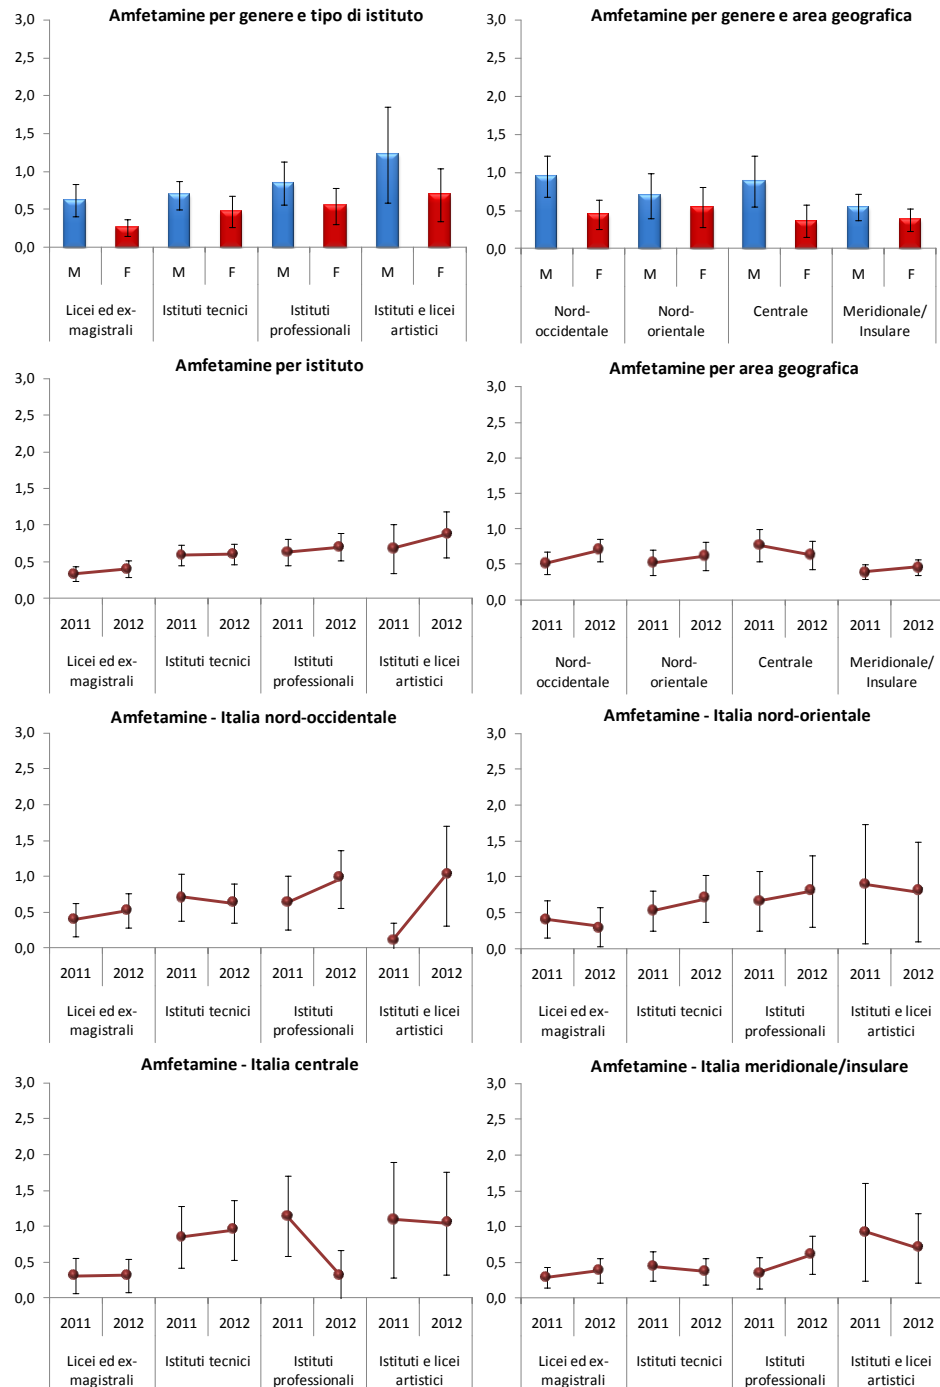 Amfetamine per genere e tipo di istituto
3,0
2,5
2,0
1,5
1,0
0,5
0,0
M F M F M F M F
Licei ed ex-
magistrali
Istituti tecnici
Istituti
professionali
Istituti e licei
artistici
Amfetamine per genere e area geografica
3,0
2,5
2,0
1,5
1,0
0,5
0,0
M F M F M F M F
Nord-
occidentale
Nord-
orientale
Centrale
Meridionale/
Insulare
Amfetamine per istituto
3,0
2,5
2,0
1,5
1,0
0,5
0,0
2011 2012 2011 2012 2011 2012 2011 2012
Licei ed ex-
magistrali
Istituti tecnici
Istituti
professionali
Istituti e licei
artistici
Amfetamine per area geografica
3,0
2,5
2,0
1,5
1,0
0,5
0,0
2011 2012 2011 2012 2011 2012 2011 2012
Nord-
occidentale
Nord-
orientale
Centrale
Meridionale/
Insulare
Amfetamine - Italia nord-occidentale
3,0
2,5
2,0
1,5
1,0
0,5
0,0
2011 2012 2011 2012 2011 2012 2011 2012
Licei ed ex-
magistrali
Istituti tecnici
Istituti
professionali
Istituti e licei
artistici
Amfetamine - Italia nord-orientale
3,0
2,5
2,0
1,5
1,0
0,5
0,0
2011 2012 2011 2012 2011 2012 2011 2012
Licei ed ex-
magistrali
Istituti tecnici
Istituti
professionali
Istituti e licei
artistici
Amfetamine - Italia centrale
3,0
2,5
2,0
1,5
1,0
0,5
0,0
2011 2012 2011 2012 2011 2012 2011 2012
Licei ed ex-
magistrali
Istituti tecnici
Istituti
professionali
Istituti e licei
artistici
Amfetamine - Italia meridionale/insulare
3,0
2,5
2,0
1,5
1,0
0,5
0,0
2011 2012 2011 2012 2011 2012 2011 2012
Licei ed ex-
magistrali
Istituti tecnici
Istituti
professionali
Istituti e licei
artistici